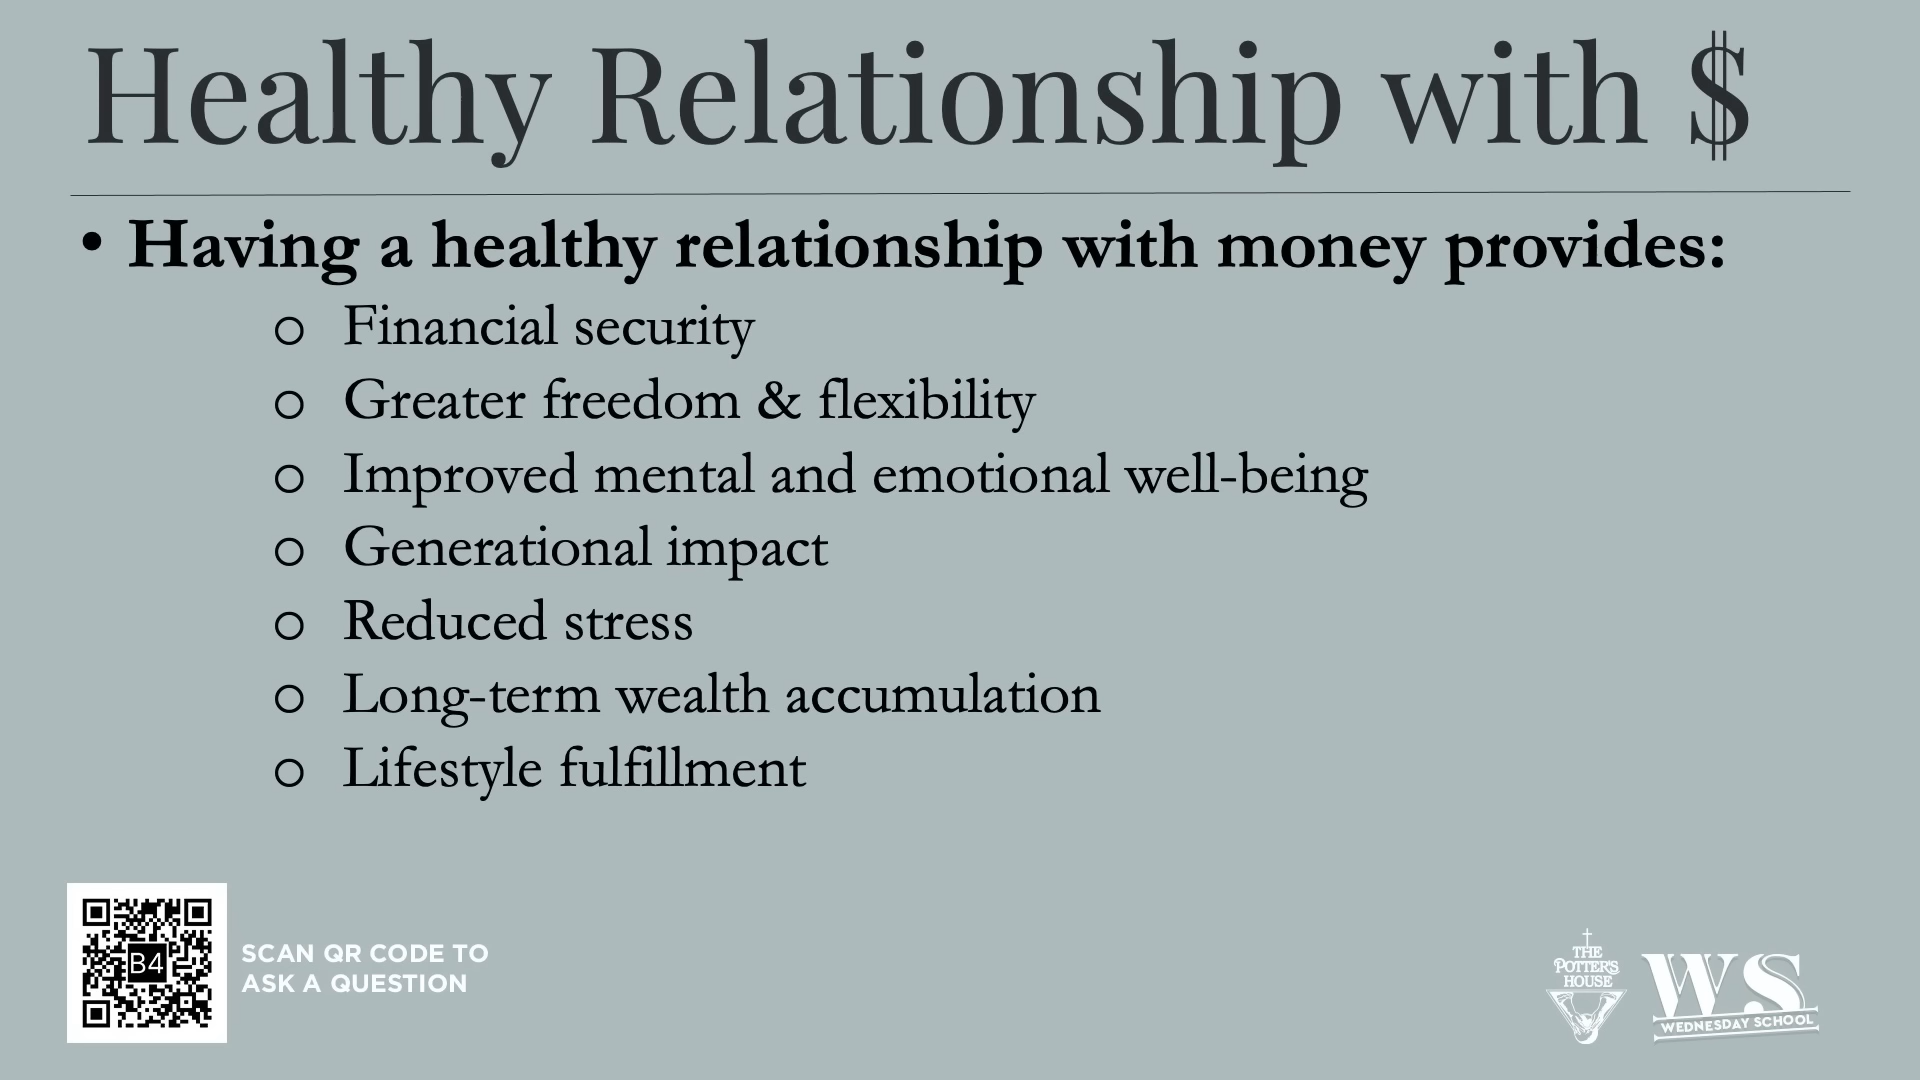 Healthy Relationship with $
• Having a healthy relationship with money provides:
o Financial security
o Greater freedom & flexibility
o Improved mental and emotional well-being
o Generational impact
o Reduced stress
o Long-term wealth accumulation
o Lifestyle fulfillment
B4
SCAN QR CODE TO
ASK A QUESTION
THE
POTTER'S
HOUSE
WS
WEDNESDAY SCHOOL